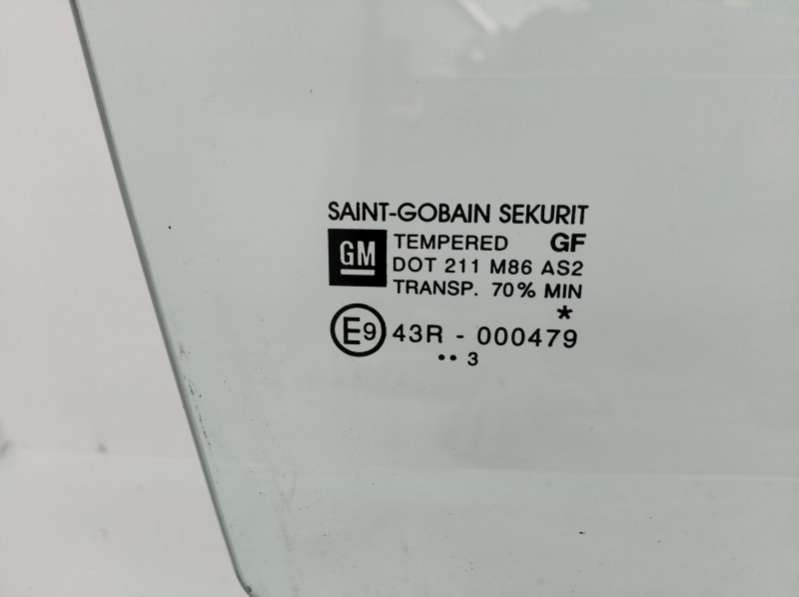 SAINT-GOBAIN SEKURIT
GM TEMPERED GF
DOT 211 M86 AS2
TRANSP. 70% MIN
*
E9 43R - 000479
•• 3